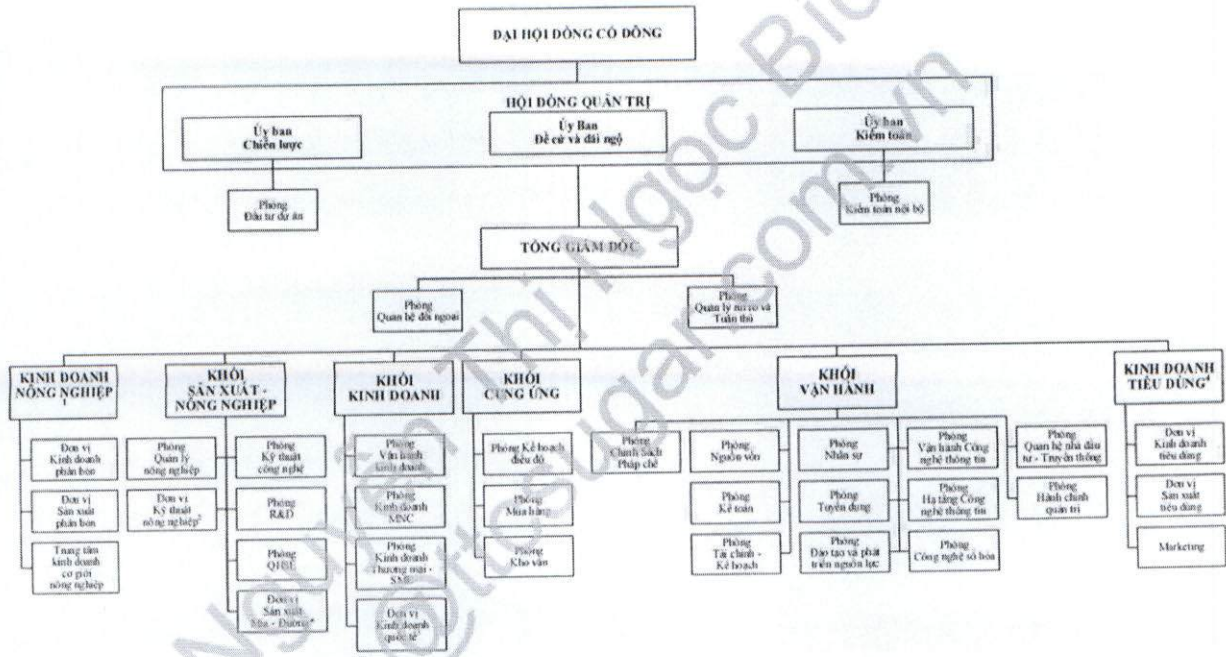 ĐẠI HỘI ĐỒNG CỔ ĐÔNG
HỘI ĐỒNG QUẢN TRỊ
Ủy ban
Chiến lược
Ủy Ban
Đề cử và đãi ngộ
Ủy ban
Kiểm toán
Phòng
Đầu tư dự án
Phòng
Kiểm toán nội bộ
TỔNG GIÁM ĐỐC
Phòng
Quan hệ đối ngoại
Phòng
Quản lý rủi ro và
Tuân thủ
KINH DOANH
NÔNG NGHIỆP
1
KHỐI
SẢN XUẤT -
NÔNG NGHIỆP
KHỐI
KINH DOANH
KHỐI
CUNG ỨNG
KHỐI
VẬN HÀNH
KINH DOANH
TIÊU DÙNG4
Đơn vị
Kinh doanh
phân bón
Đơn vị
Sản xuất
phân bón
Trung tâm
kinh doanh
cơ giới
nông nghiệp
Phòng
Quản lý
nông nghiệp
Đơn vị
Kỹ thuật
nông nghiệp2
Phòng
Kỹ thuật
công nghệ
Phòng
R&D
Phòng
QHSE
Đơn vị
Sản xuất
Mía - Đường*
Phòng
Vận hành
kinh doanh
Phòng
Kinh doanh
MNC
Phòng
Kinh doanh
Thương mại -
SME
Đơn vị
Kinh doanh
quốc tế
Phòng Kế hoạch
điều độ
Phòng
Mua hàng
Phòng
Kho vận
Phòng
Chính Sách
Pháp chế
Phòng
Nguồn vốn
Phòng
Kế toán
Phòng
Tài chính -
Kế hoạch
Phòng
Nhân sự
Phòng
Tuyển dụng
Phòng
Đào tạo và phát
triển nguồn lực
Phòng
Vận hành Công
nghệ thông tin
Phòng
Hạ tầng Công
nghệ thông tin
Phòng
Công nghệ số hóa
Phòng
Quan hệ nhà đầu
tư - Truyền thông
Phòng
Hành chính
quản trị
Đơn vị
Kinh doanh
tiêu dùng
Đơn vị
Sản xuất
tiêu dùng
Marketing
Nguyễn Thị Ngọc
@ttcsugar.com.vn